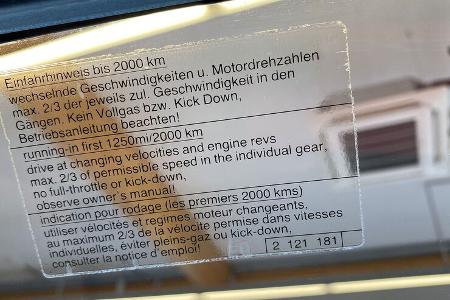 Einfahrhinweis bis 2000 km
wechselnde Geschwindigkeiten u. Motordrehzahlen
max. 2/3 der jeweils zul. Geschwindigkeit in den
Gängen. Kein Vollgas bzw. Kick Down,
Betriebsanleitung beachten!
running-in first 1250mi/2000 km
drive at changing velocities and engine revs
max. 2/3 of permissible speed in the individual gear,
no full-throttle or kick-down,
observe owner´s manual!
indication pour rodage (les premiers 2000 kms)
utiliser vélocités et regimes moteur changeants,
au maximum 2/3 de la vélocite permise dans vitesses
individuelles, éviter pleins-gaz ou kick-down,
consulter la notice d´emploi!
2 121 181